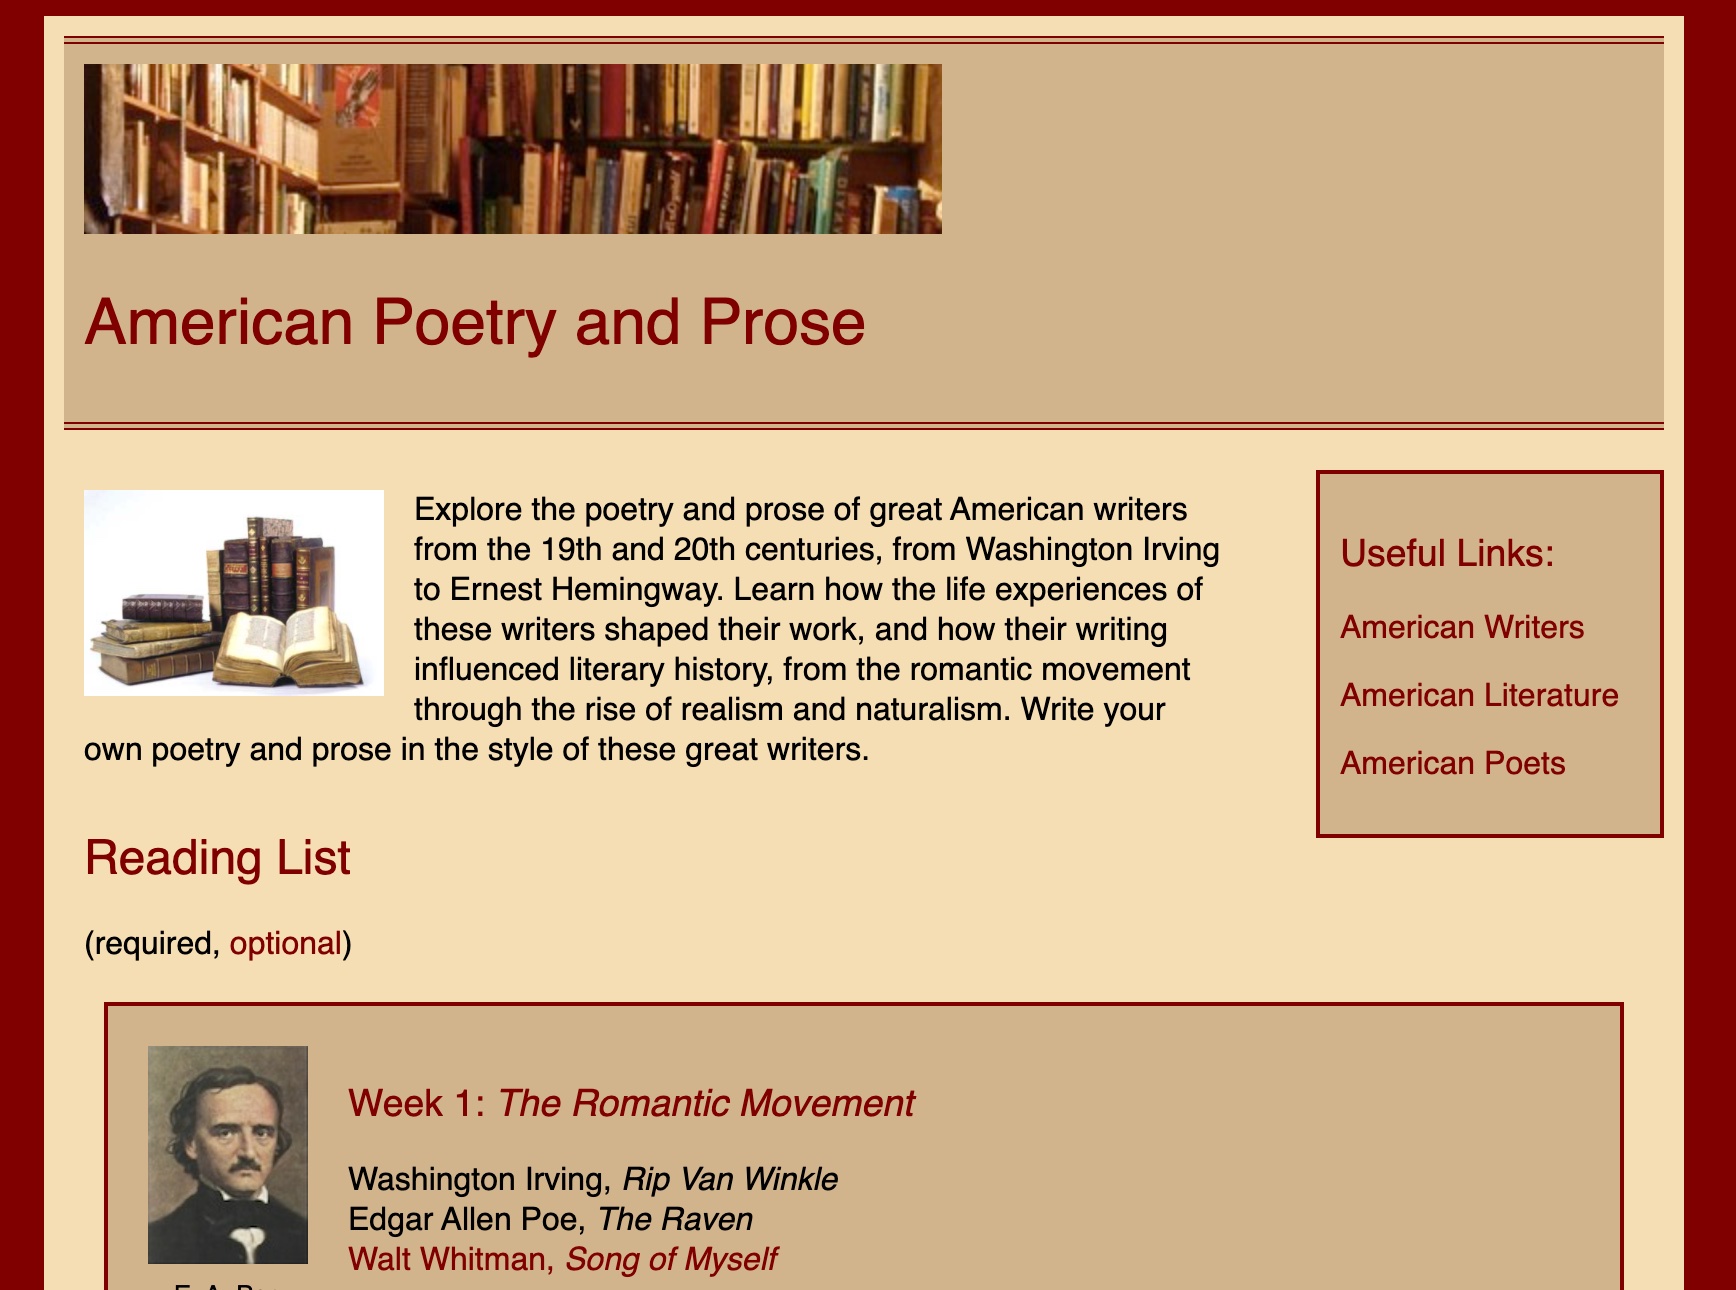 American Poetry and Prose
Explore the poetry and prose of great American writers
from the 19th and 20th centuries, from Washington Irving
to Ernest Hemingway. Learn how the life experiences of
these writers shaped their work, and how their writing
influenced literary history, from the romantic movement
through the rise of realism and naturalism. Write your
own poetry and prose in the style of these great writers.
Useful Links:
American Writers
American Literature
American Poets
Reading List
(required, optional)
Week 1: The Romantic Movement
Washington Irving, Rip Van Winkle
Edgar Allen Poe, The Raven
Walt Whitman, Song of Myself